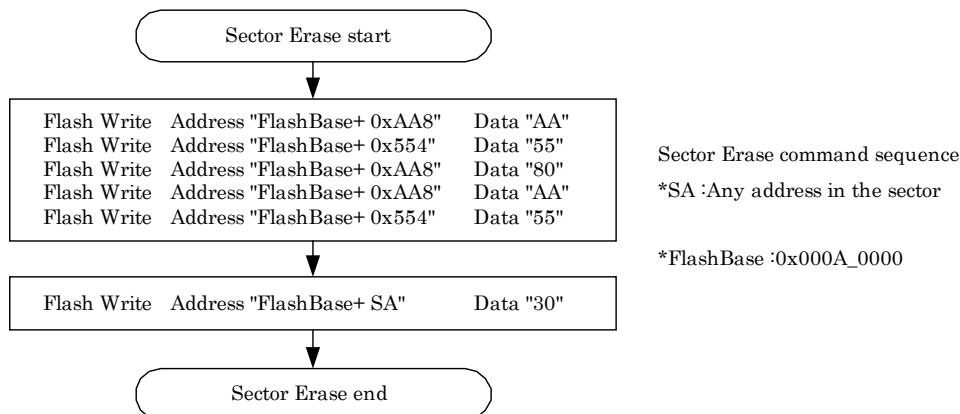 Sector Erase start
Flash Write Address "FlashBase+ 0xAA8" Data "AA"
Flash Write Address "FlashBase+ 0x554" Data "55"
Flash Write Address "FlashBase+ 0xAA8" Data "80"
Flash Write Address "FlashBase+ 0xAA8" Data "AA"
Flash Write Address "FlashBase+ 0x554" Data "55"
Sector Erase command sequence
*SA :Any address in the sector
*FlashBase :0x000A_0000
Flash Write Address "FlashBase+ SA" Data "30"
Sector Erase end